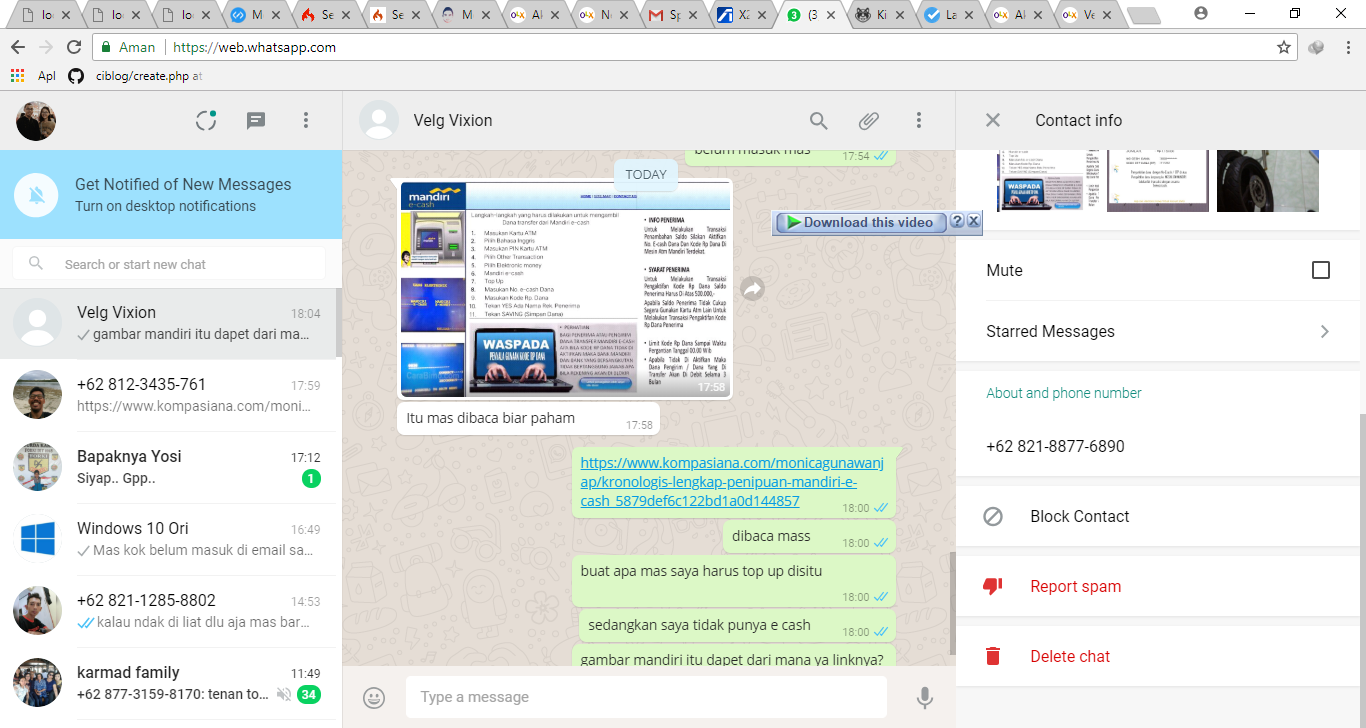 lo
lo
lo
M
Se
Se
M
Al
No
Sp
X2
(3
Ki
La
Al
Ve
Aman
https://web.whatsapp.com
Apl
ciblog/create.php at
Velg Vixion
Contact info
Get Notified of New Messages
Turn on desktop notifications
Search or start new chat
Velg Vixion
18:04
gambar mandiri itu dapet dari ma...
+62 812-3435-761
17:59
https://www.kompasiana.com/moni...
Bapaknya Yosi
17:12
Siyap.. Gpp..
1
Windows 10 Ori
16:49
Mas kok belum masuk di email sa...
+62 821-1285-8802
14:53
kalau ndak di liat dlu aja mas bar...
karmad family
11:49
+62 877-3159-8170: tenan to...
34
belum masuk mas
17:54
TODAY
mandiri
e-cash
Langkah-langkah yang harus dilakukan untuk mengambil
Dana transfer dari Mandiri e-cash
1. Masukan Kartu ATM
2. Pilih Bahasa Inggris
3. Masukan PIN Kartu ATM
4. Pilih Other Transaction
5. Pilih Elektronic money
6. Mandiri e-cash
7. Top Up
8. Masukan No. e-cash Dana
9. Masukan Kode Rp. Dana
10. Tekan YES Ada Nama Rek. Penerima
11. Tekan SAVING (Simpan Dana)
• INFO PENERIMA
Untuk Melakukan Transaksi
Penambahan Saldo Silakan Aktifkan
No. E-cash Dana Dan Kode Rp Dana Di
Mesin Atm Mandiri Terdekat.
• SYARAT PENERIMA
Untuk Melakukan Transaksi
Pengaktifan Kode Rp Dana Saldo
Penerima Harus Di Atas 500.000,-
Apabila Saldo Penerima Tidak Cukup
Segera Gunakan Kartu Atm Lain Untuk
Melakukan Transaksi Pengaktifan Kode
Rp Dana Penerima
• Limit Kode Rp Dana Sampai Waktu
Pergantian Tanggal 00.00 Wib
• Apabila Tidak Di Aktifkan Maka
Dana Pengirim / Dana Yang Di
Transfer Akan Di Debit Selama 3
Bulan
• PERHATIAN
WASPADA
17:58
Itu mas dibaca biar paham
17:58
https://www.kompasiana.com/monicagunawanj
ap/kronologis-lengkap-penipuan-mandiri-e-
cash_5879def6c122bd1a0d144857
18:00
dibaca mass
18:00
buat apa mas saya harus top up disitu
18:00
sedangkan saya tidak punya e cash
18:00
gambar mandiri itu dapet dari mana ya linknya?
Type a message
Download this video
?
WASPADA
Mute
Starred Messages
About and phone number
+62 821-8877-6890
Block Contact
Report spam
Delete chat